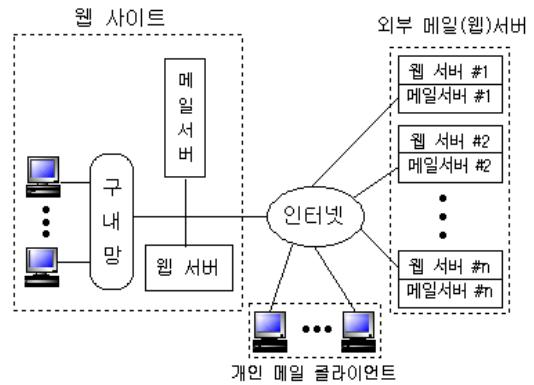 웹 사이트
외부 메일(웹)서버
메일서버
웹 서버 #1
메일서버 #1
웹 서버 #2
메일서버 #2
구내망
인터넷
웹 서버
웹 서버 #n
메일서버 #n
개인 메일 클라이언트